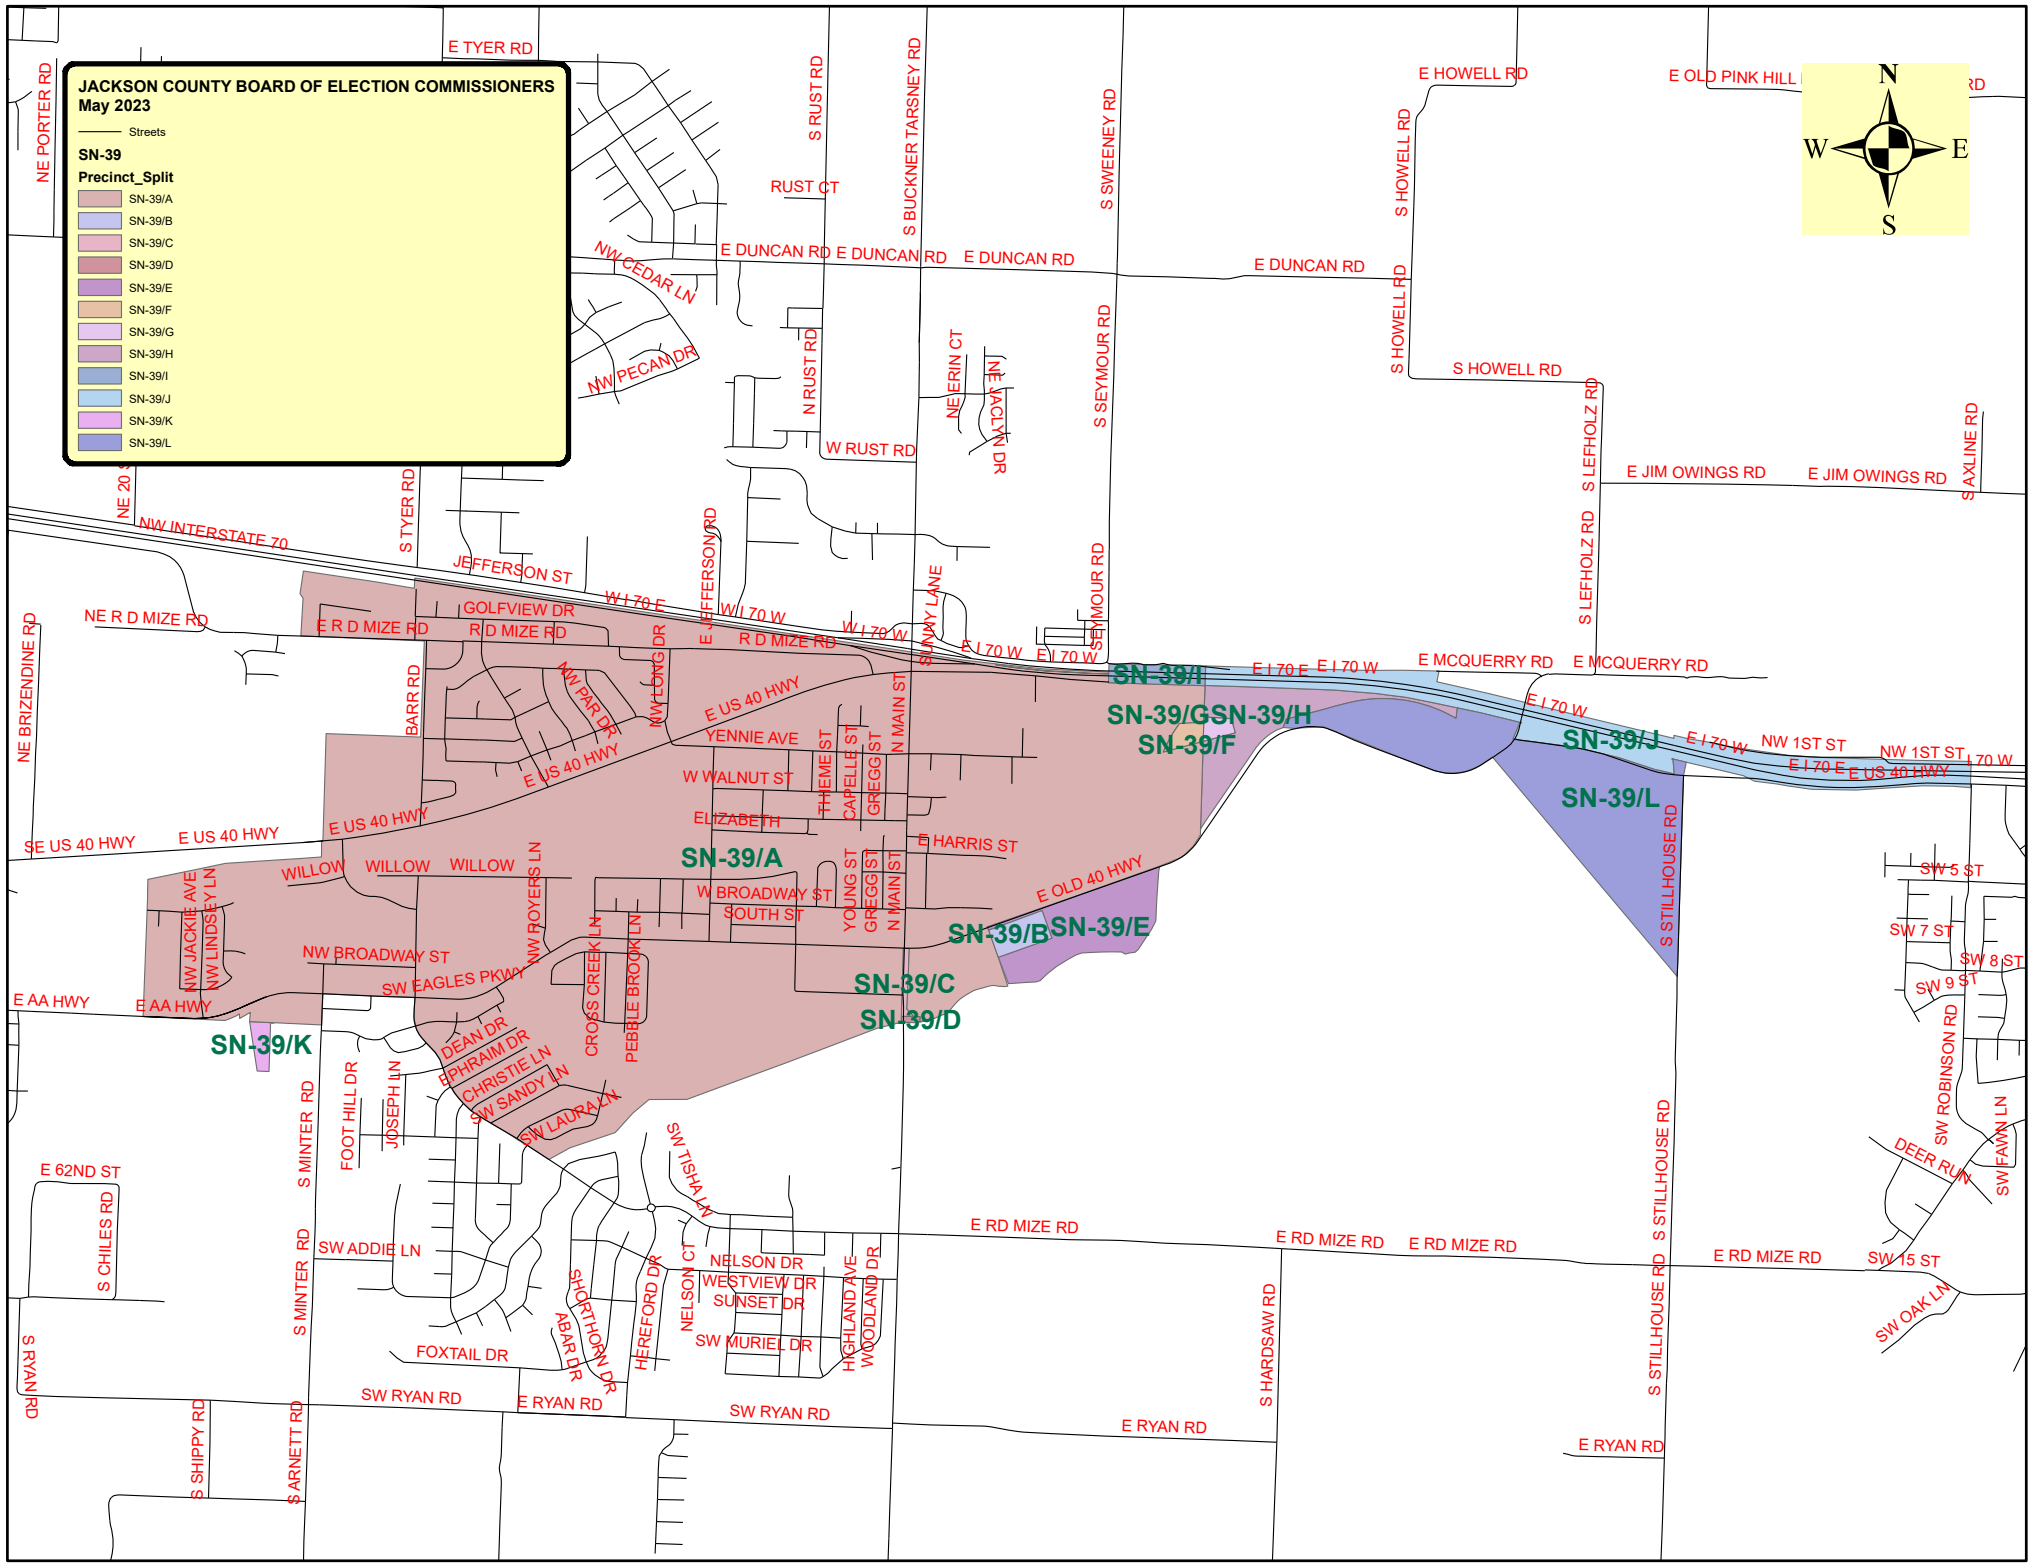 E TYER RD
NE PORTER RD
JACKSON COUNTY BOARD OF ELECTION COMMISSIONERS
May 2023
Streets
SN-39
Precinct_Split
SN-39/A
SN-39/B
SN-39/C
SN-39/D
SN-39/E
SN-39/F
SN-39/G
SN-39/H
SN-39/I
SN-39/J
SN-39/K
SN-39/L
S RUST RD
S BUCKNER TARSNEY RD
S SWEENEY RD
E HOWELL RD
E OLD PINK HILL
RD
N
W
E
S
S HOWELL RD
RUST CT
NW CEDAR LN
E DUNCAN RD
E DUNCAN RD
E DUNCAN RD
E DUNCAN RD
S HOWELL RD
NW PECAN DR
N RUST RD
NE ERIN CT
NE JACLYN DR
S SEYMOUR RD
S HOWELL RD
S LEFHOLZ RD
S AXLINE RD
W RUST RD
E JIM OWINGS RD
E JIM OWINGS RD
NE 20
S TYER RD
NW INTERSTATE 70
JEFFERSON ST
E JEFFERSON RD
SUNNY LANE
SEYMOUR RD
S LEFHOLZ RD
W I 70 E
W I 70 W
W I 70 W
E I 70 W
E I 70 W
NE R D MIZE RD
E R D MIZE RD
GOLFVIEW DR
R D MIZE RD
R D MIZE RD
NE BRIZENDINE RD
BARR RD
NW PAR DR
NW LONG DR
E US 40 HWY
E US 40 HWY
N MAIN ST
SN-39/I
E I 70 E
E I 70 W
E MCQUERRY RD
E MCQUERRY RD
E I 70 W
SN-39/G
SN-39/H
SN-39/F
SN-39/J
E I 70 W
NW 1ST ST
NW 1ST ST
I 70 W
E I 70 E
E US 40 HWY
SN-39/L
YENNIE AVE
W WALNUT ST
THIEME ST
CAPELLE ST
GREGG ST
ELIZABETH
E HARRIS ST
SE US 40 HWY
E US 40 HWY
E US 40 HWY
WILLOW
WILLOW
WILLOW
SN-39/A
NW JACKIE AVE
NW LINDSEY LN
NW ROYERS LN
W BROADWAY ST
SOUTH ST
YOUNG ST
GREGG ST
N MAIN ST
E OLD 40 HWY
SN-39/B
SN-39/E
S STILLHOUSE RD
SW 5 ST
SW 7 ST
SW 8 ST
SW 9 ST
NW BROADWAY ST
SW EAGLES PKWY
CROSS CREEK LN
PEBBLE BROOK LN
SN-39/C
SN-39/D
E AA HWY
E AA HWY
SN-39/K
DEAN DR
EPHRAIM DR
CHRISTIE LN
SW SANDY LN
SW LAURA LN
S MINTER RD
FOOT HILL DR
JOSEPH LN
SW TISHA LN
S STILLHOUSE RD
SW ROBINSON RD
SW FAWN LN
DEER RUN
E 62ND ST
S CHILES RD
S MINTER RD
SW ADDIE LN
E RD MIZE RD
E RD MIZE RD
E RD MIZE RD
E RD MIZE RD
SW 15 ST
SW OAK LN
NELSON DR
WESTVIEW DR
SUNSET DR
SW MURIEL DR
NELSON CT
HEREFORD DR
SHORTHORN DR
ABAR DR
HIGHLAND AVE
WOODLAND DR
S HARDSAW RD
S STILLHOUSE RD
FOXTAIL DR
S RYAN RD
SW RYAN RD
E RYAN RD
SW RYAN RD
E RYAN RD
E RYAN RD
S SHIPPY RD
S ARNETT RD
S HOWELL RD